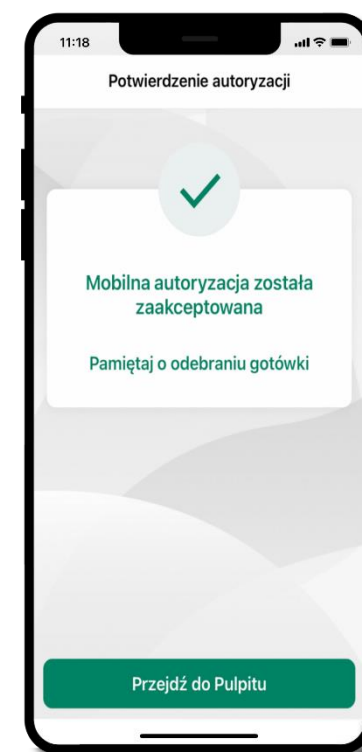 11:18
Potwierdzenie autoryzacji
Mobilna autoryzacja została
zaakceptowana
Pamiętaj o odebraniu gotówki
Przejdź do Pulpitu